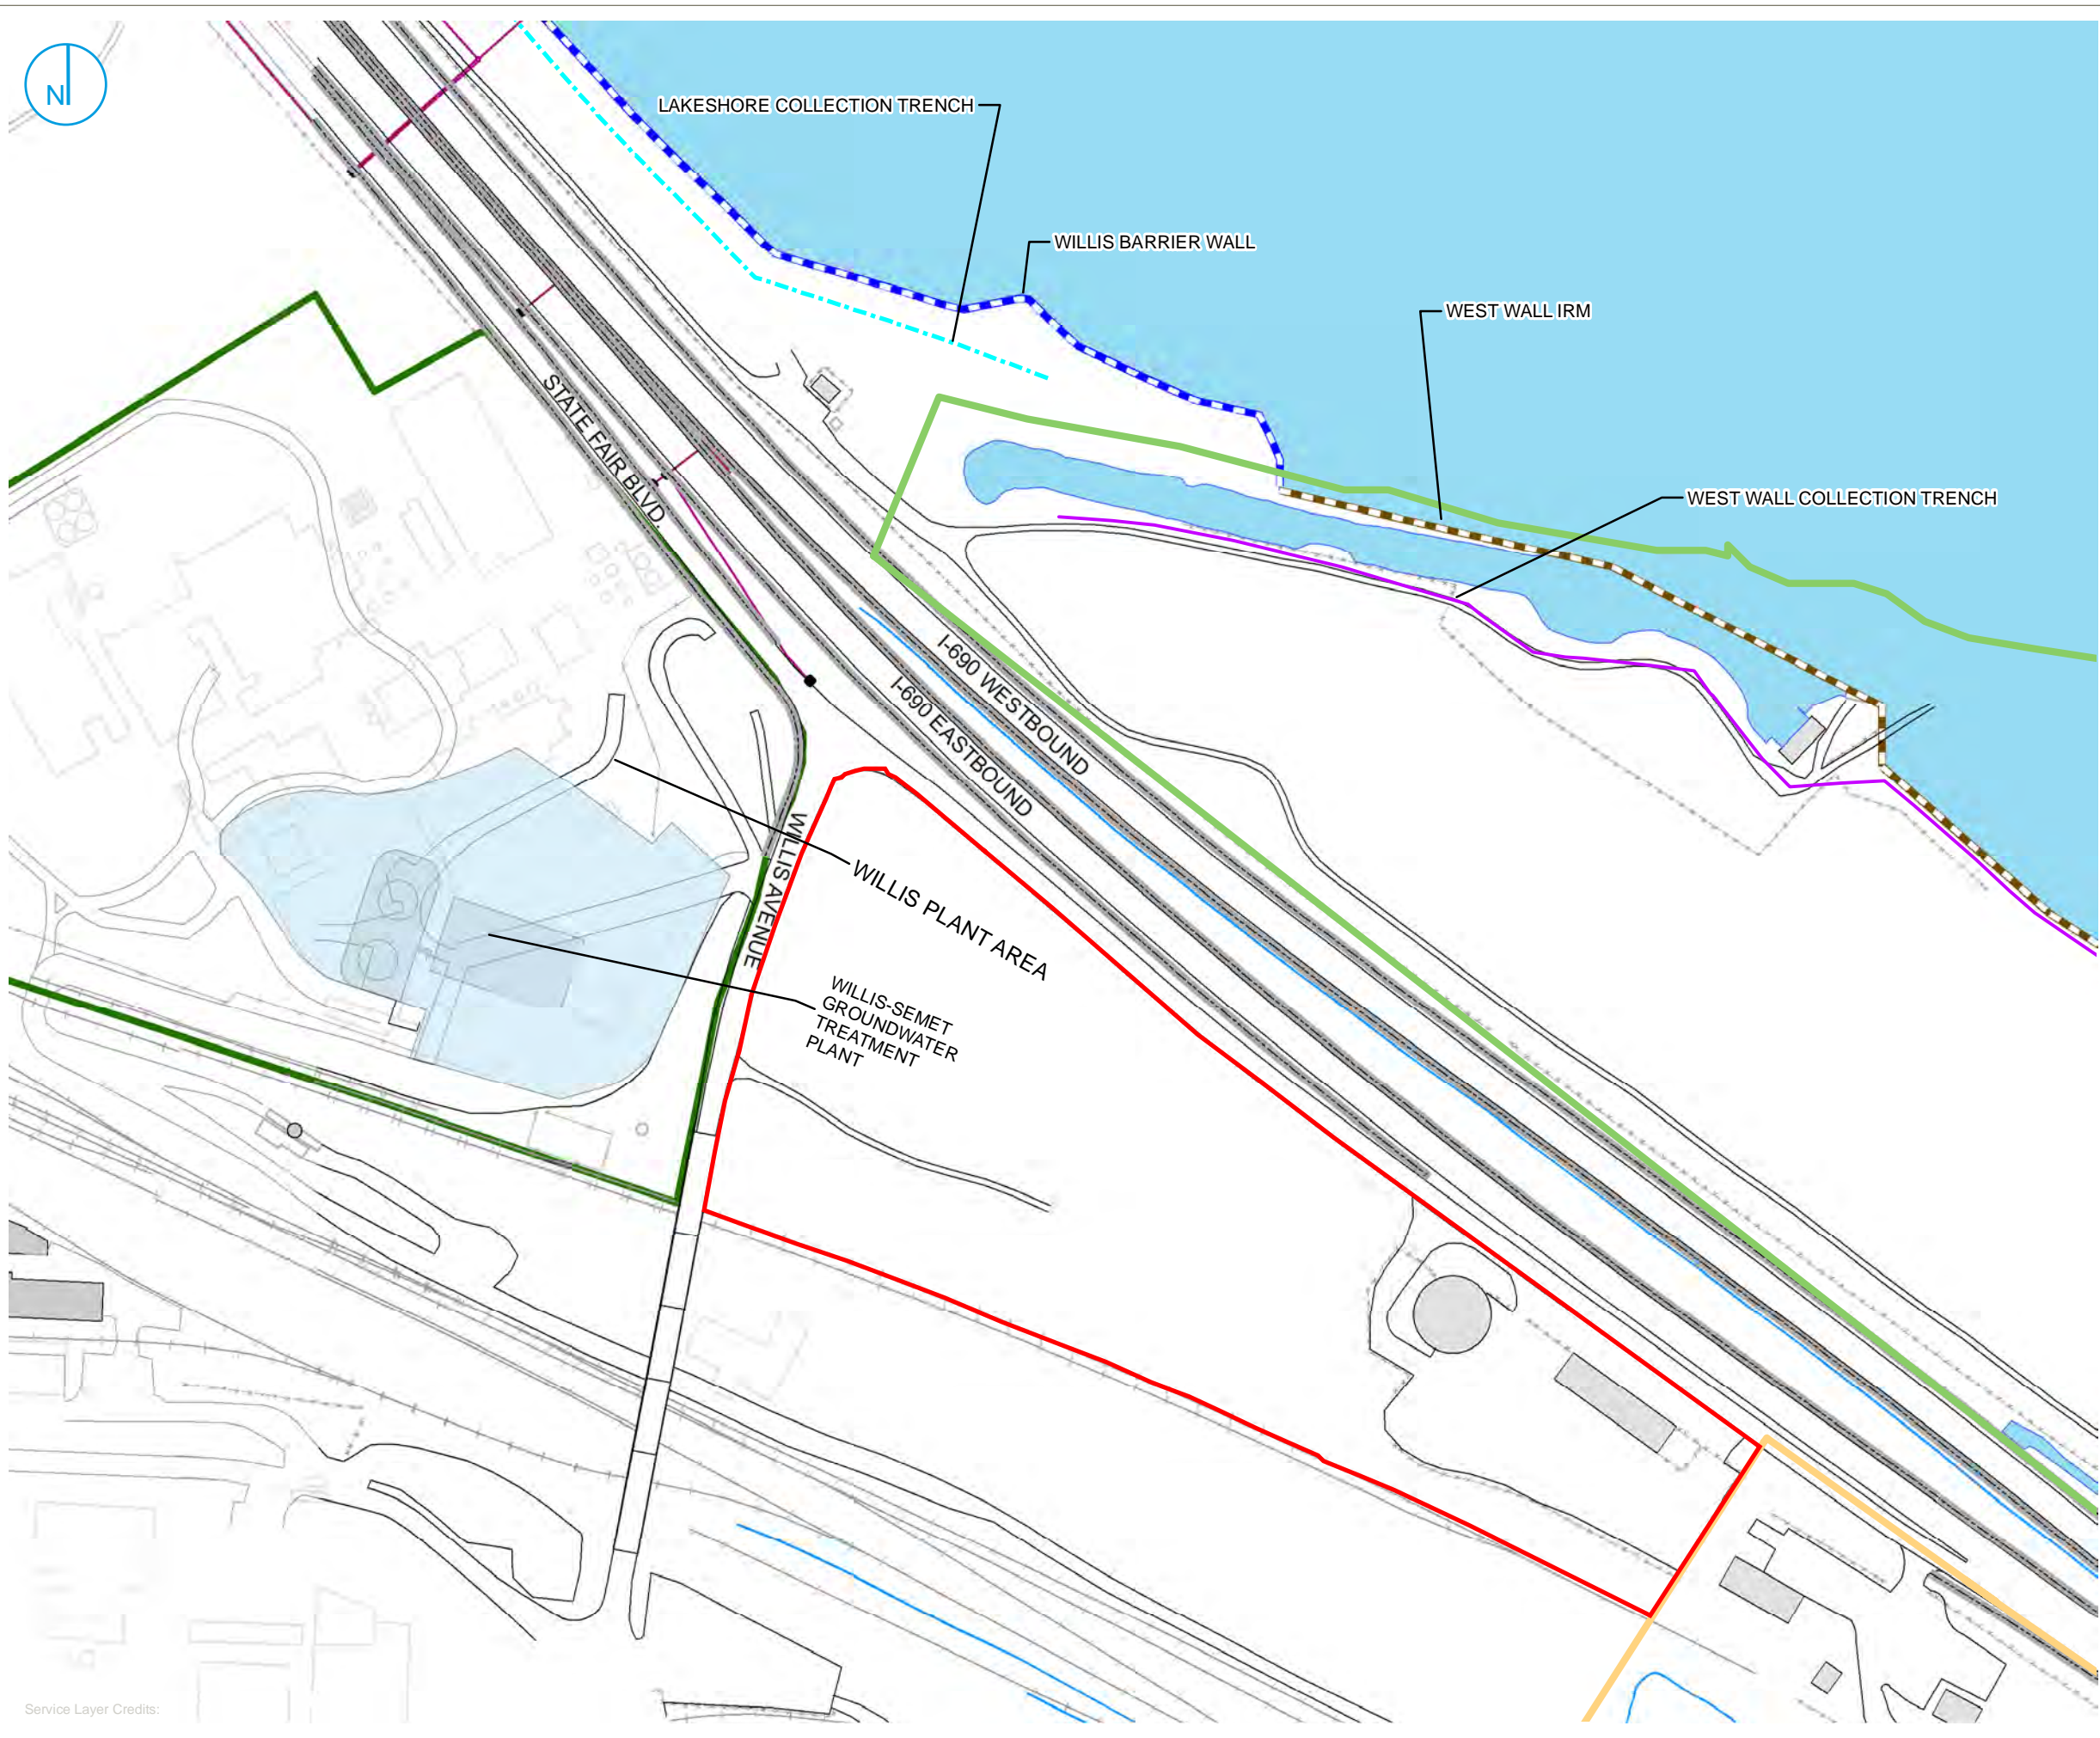 N
LAKESHORE COLLECTION TRENCH
WILLIS BARRIER WALL
WEST WALL IRM
WEST WALL COLLECTION TRENCH
STATE FAIR BLVD.
I-690 WESTBOUND
I-690 EASTBOUND
WILLIS AVENUE
WILLIS PLANT AREA
WILLIS-SEMET
GROUNDWATER
TREATMENT
PLANT
Service Layer Credits: